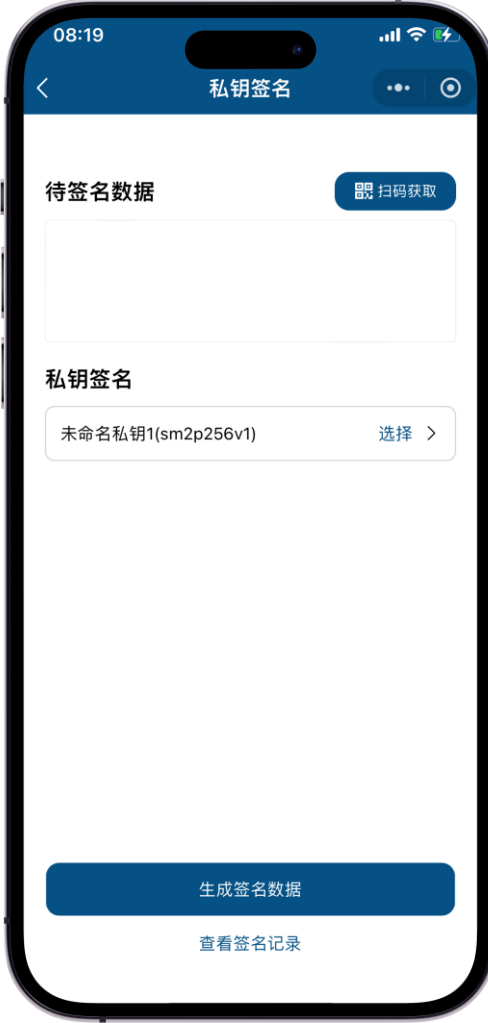 08:19
私钥签名
待签名数据
扫码获取
私钥签名
未命名私钥1(sm2p256v1)
选择
生成签名数据
查看签名记录